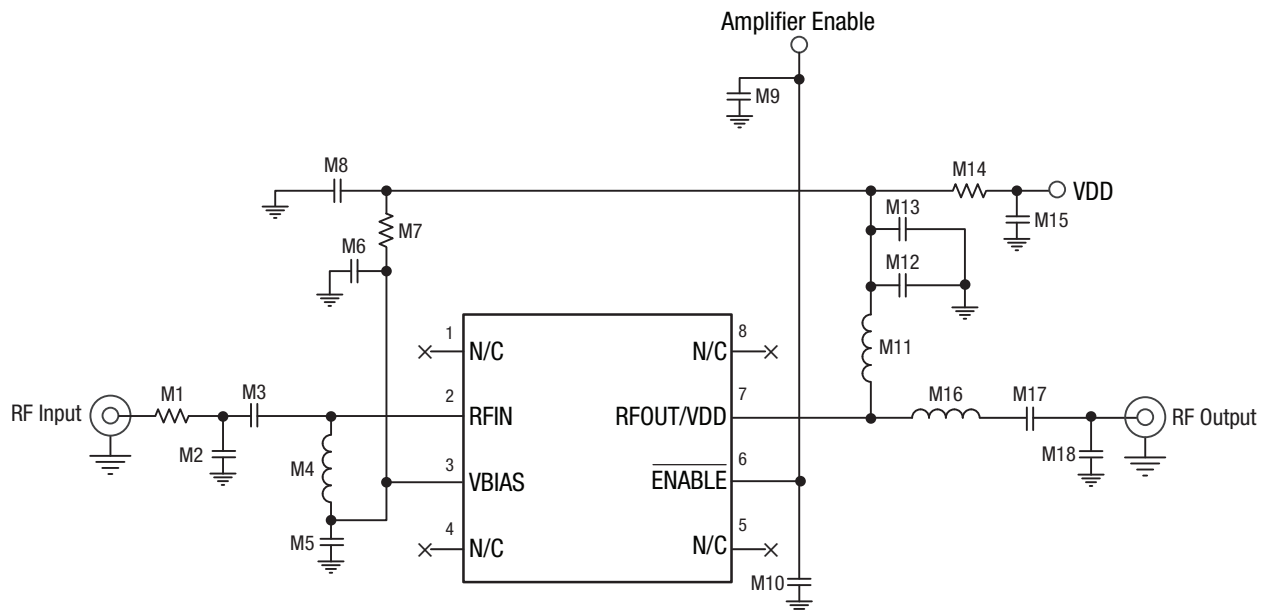 Amplifier Enable
M9
M8
M14
VDD
M7
M13
M15
M6
M12
M11
1
N/C
8
N/C
RF Input
M1
M3
2
RFIN
7
RFOUT/VDD
M16
M17
RF Output
M2
M4
3
VBIAS
6
ENABLE
M18
M5
4
N/C
5
N/C
M10